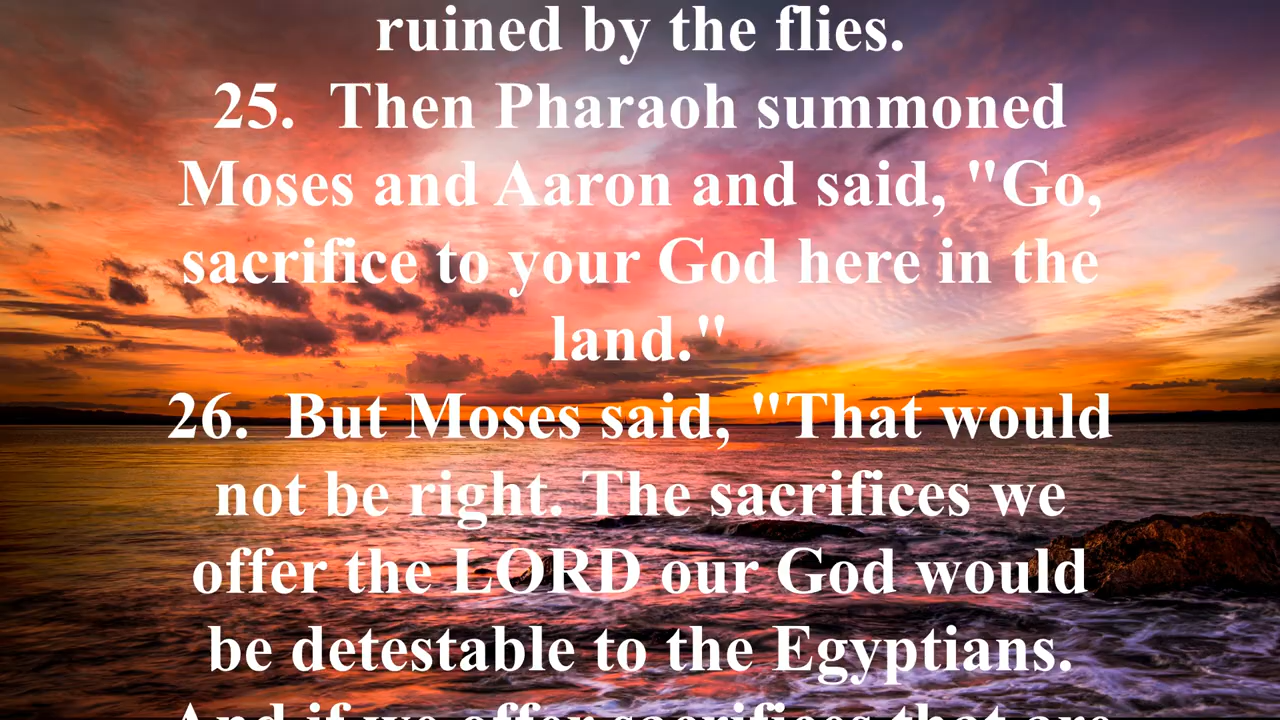 ruined by the flies.
25.  Then Pharaoh summoned
Moses and Aaron and said, "Go,
sacrifice to your God here in the
land."
26.  But Moses said, "That would
not be right. The sacrifices we
offer the LORD our God would
be detestable to the Egyptians.
And if we offer sacrifices that are